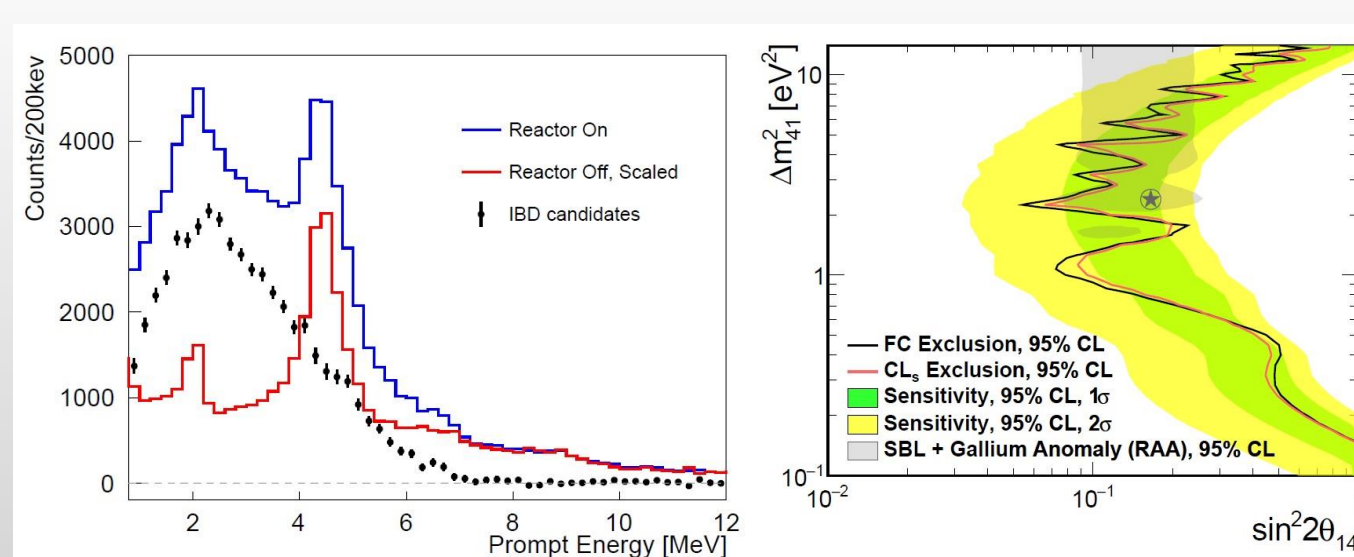 5000
4000
3000
2000
1000
0
Counts/200kev
Reactor On
Reactor Off, Scaled
IBD candidates
2 4 6 8 10 12
Prompt Energy [MeV]
Δm²₄₁ [eV²]
10
1
10⁻¹
FC Exclusion, 95% CL
CLₛ Exclusion, 95% CL
Sensitivity, 95% CL, 1σ
Sensitivity, 95% CL, 2σ
SBL + Gallium Anomaly (RAA), 95% CL
10⁻² 10⁻¹
sin²2θ₁₄